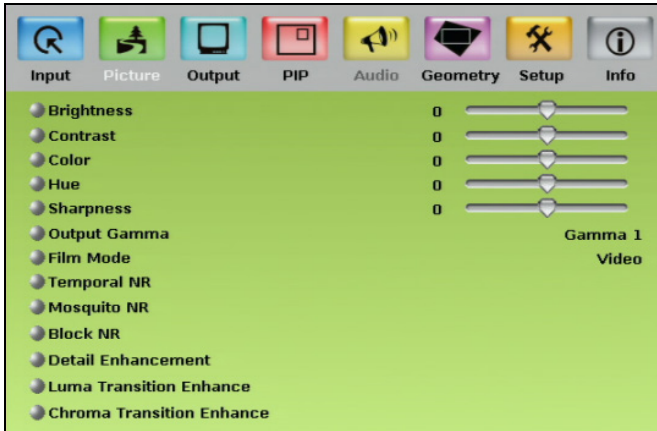 Input Picture Output PIP Audio Geometry Setup Info
Brightness 0
Contrast 0
Color 0
Hue 0
Sharpness 0
Output Gamma Gamma 1
Film Mode Video
Temporal NR
Mosquito NR
Block NR
Detail Enhancement
Luma Transition Enhance
Chroma Transition Enhance